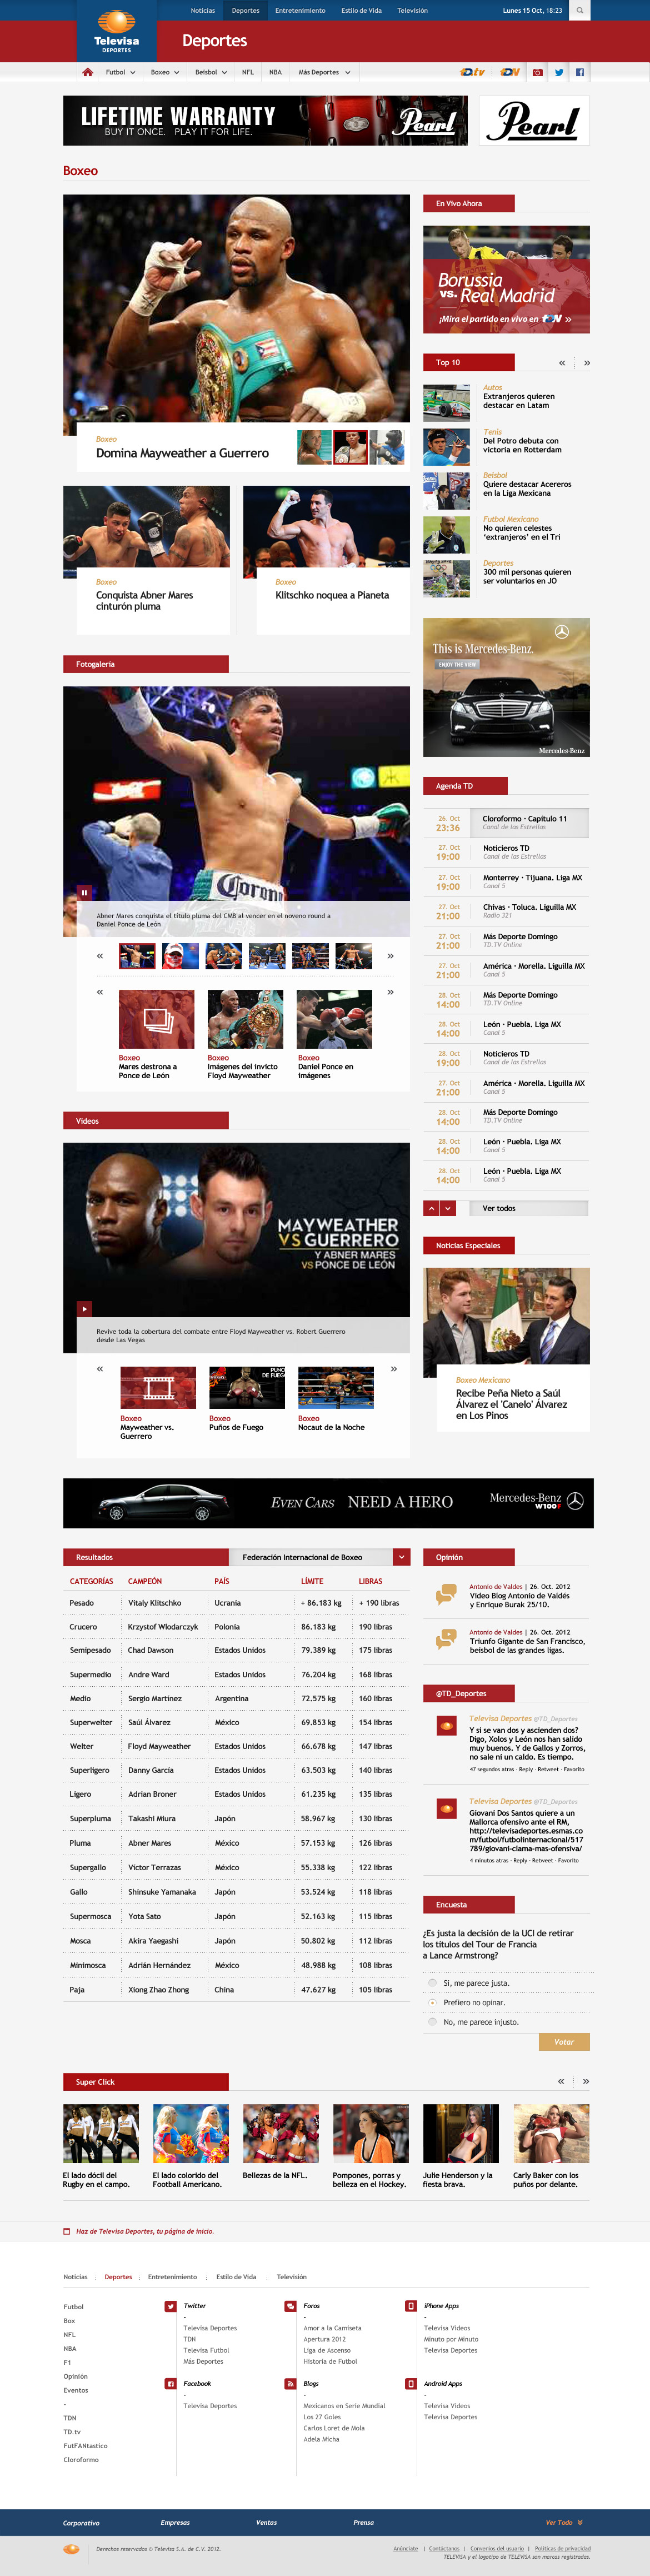 Noticias Deportes Entretenimiento Estilo de Vida Televisión Lunes 15 Oct, 18:23
Televisa
DEPORTES
Deportes
Futbol Boxeo Beisbol NFL NBA Más Deportes
LIFETIME WARRANTY
BUY IT ONCE. PLAY IT FOR LIFE.
Pearl
Pearl
Boxeo
Boxeo
Domina Mayweather a Guerrero
Boxeo
Conquista Abner Mares
cinturón pluma
Boxeo
Klitschko noquea a Pianeta
En Vivo Ahora
Borussia
vs. Real Madrid
¡Mira el partido en vivo en
Top 10
Autos
Extranjeros quieren
destacar en Latam
Tenis
Del Potro debuta con
victoria en Rotterdam
Beisbol
Quiere destacar Acereros
en la Liga Mexicana
Futbol Mexicano
No quieren celestes
‘extranjeros’ en el Tri
Deportes
300 mil personas quieren
ser voluntarios en JO
This is Mercedes-Benz.
ENJOY THE VIEW
Mercedes-Benz
Fotogalería
Abner Mares conquista el título pluma del CMB al vencer en el noveno round a
Daniel Ponce de León
Boxeo
Mares destrona a
Ponce de León
Boxeo
Imágenes del invicto
Floyd Mayweather
Boxeo
Daniel Ponce en
imágenes
Agenda TD
26. Oct
23:36
Cloroformo · Capítulo 11
Canal de las Estrellas
27. Oct
19:00
Noticieros TD
Canal de las Estrellas
27. Oct
19:00
Monterrey · Tijuana. Liga MX
Canal 5
27. Oct
21:00
Chivas · Toluca. Liguilla MX
Radio 321
27. Oct
21:00
Más Deporte Domingo
TD.TV Online
27. Oct
21:00
América · Morelia. Liguilla MX
Canal 5
28. Oct
14:00
Más Deporte Domingo
TD.TV Online
28. Oct
14:00
León · Puebla. Liga MX
Canal 5
28. Oct
19:00
Noticieros TD
Canal de las Estrellas
27. Oct
21:00
América · Morelia. Liguilla MX
Canal 5
28. Oct
14:00
Más Deporte Domingo
TD.TV Online
28. Oct
14:00
León · Puebla. Liga MX
Canal 5
28. Oct
14:00
León · Puebla. Liga MX
Canal 5
Ver todos
Videos
MAYWEATHER
VS GUERRERO
Y ABNER MARES
VS PONCE DE LEÓN
Revive toda la cobertura del combate entre Floyd Mayweather vs. Robert Guerrero
desde Las Vegas
Boxeo
Mayweather vs.
Guerrero
Boxeo
Puños de Fuego
Boxeo
Nocaut de la Noche
Noticias Especiales
Boxeo Mexicano
Recibe Peña Nieto a Saúl
Álvarez el 'Canelo' Álvarez
en Los Pinos
EVEN CARS NEED A HERO
Mercedes-Benz
Resultados Federación Internacional de Boxeo
CATEGORÍAS CAMPEÓN PAÍS LÍMITE LIBRAS
Pesado Vitaly Klitschko Ucrania + 86.183 kg + 190 libras
Crucero Krzystof Wlodarczyk Polonia 86.183 kg 190 libras
Semipesado Chad Dawson Estados Unidos 79.389 kg 175 libras
Supermedio Andre Ward Estados Unidos 76.204 kg 168 libras
Medio Sergio Martínez Argentina 72.575 kg 160 libras
Superwelter Saúl Álvarez México 69.853 kg 154 libras
Welter Floyd Mayweather Estados Unidos 66.678 kg 147 libras
Superligero Danny García Estados Unidos 63.503 kg 140 libras
Ligero Adrian Broner Estados Unidos 61.235 kg 135 libras
Superpluma Takashi Miura Japón 58.967 kg 130 libras
Pluma Abner Mares México 57.153 kg 126 libras
Supergallo Víctor Terrazas México 55.338 kg 122 libras
Gallo Shinsuke Yamanaka Japón 53.524 kg 118 libras
Supermosca Yota Sato Japón 52.163 kg 115 libras
Mosca Akira Yaegashi Japón 50.802 kg 112 libras
Minimosca Adrián Hernández México 48.988 kg 108 libras
Paja Xiong Zhao Zhong China 47.627 kg 105 libras
Opinión
Antonio de Valdes | 26. Oct. 2012
Video Blog Antonio de Valdés
y Enrique Burak 25/10.
Antonio de Valdes | 26. Oct. 2012
Triunfo Gigante de San Francisco,
beisbol de las grandes ligas.
@TD_Deportes
Televisa Deportes @TD_Deportes
Y si se van dos y ascienden dos?
Digo, Xolos y León nos han salido
muy buenos. Y de Gallos y Zorros,
no sale ni un caldo. Es tiempo.
47 segundos atras · Reply · Retweet · Favorito
Televisa Deportes @TD_Deportes
Giovani Dos Santos quiere a un
Mallorca ofensivo ante el RM,
http://televisadeportes.esmas.co
m/futbol/futbolinternacional/517
789/giovani-clama-mas-ofensiva/
4 minutos atras · Reply · Retweet · Favorito
Encuesta
¿Es justa la decisión de la UCI de retirar
los títulos del Tour de Francia
a Lance Armstrong?
Sí, me parece justa.
Prefiero no opinar.
No, me parece injusto.
Votar
Super Click
El lado dócil del
Rugby en el campo.
El lado colorido del
Football Americano.
Bellezas de la NFL.
Pompones, porras y
belleza en el Hockey.
Julie Henderson y la
fiesta brava.
Carly Baker con los
puños por delante.
Haz de Televisa Deportes, tu página de inicio.
Noticias Deportes Entretenimiento Estilo de Vida Televisión
Futbol
Box
NFL
NBA
F1
Opinión
Eventos
-
TDN
TD.tv
FutFANtastico
Cloroformo
Twitter
-
Televisa Deportes
TDN
Televisa Futbol
Más Deportes
Facebook
-
Televisa Deportes
Foros
-
Amor a la Camiseta
Apertura 2012
Liga de Ascenso
Historia de Futbol
Blogs
-
Mexicanos en Serie Mundial
Los 27 Goles
Carlos Loret de Mola
Adela Micha
iPhone Apps
-
Televisa Videos
Minuto por Minuto
Televisa Deportes
Android Apps
-
Televisa Videos
Televisa Deportes
Corporativo Empresas Ventas Prensa Ver Todo
Derechos reservados © Televisa S.A. de C.V. 2012.
Anúnciate | Contáctanos | Convenios del usuario | Políticas de privacidad
TELEVISA y el logotipo de TELEVISA son marcas registradas.